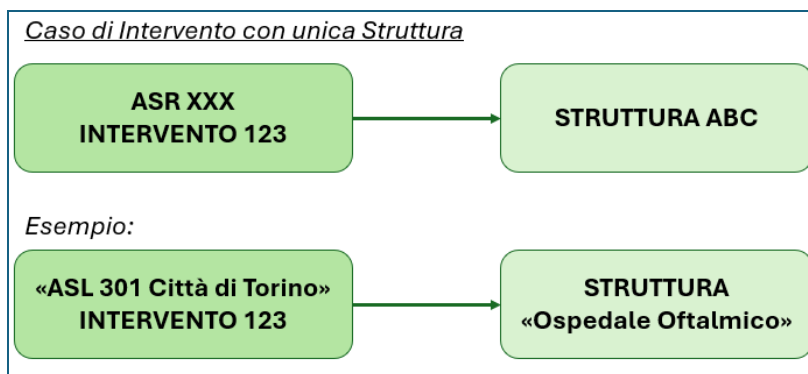 Caso di Intervento con unica Struttura
ASR XXX
INTERVENTO 123
STRUTTURA ABC
Esempio:
«ASL 301 Città di Torino»
INTERVENTO 123
STRUTTURA
«Ospedale Oftalmico»